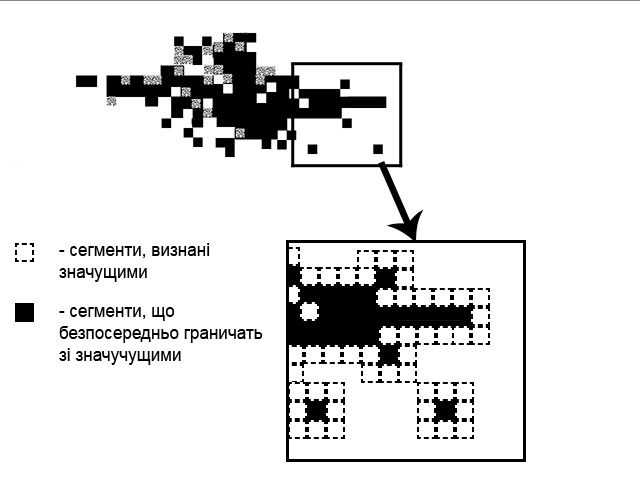 - сегменти, визнані
значущими
- сегменти, що
безпосередньо граничать
зі значучущими